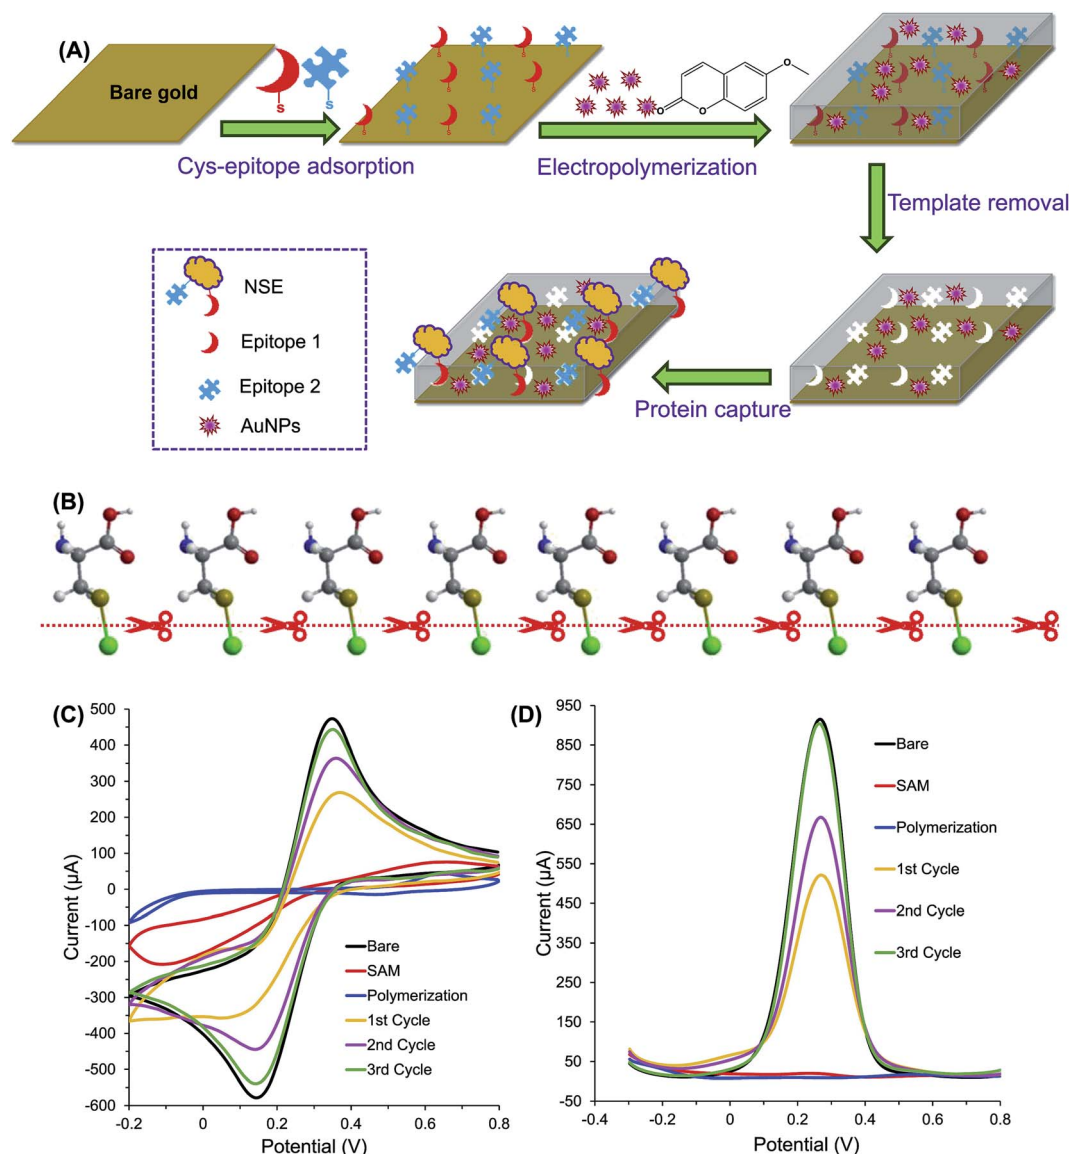 (A)
Bare gold
s
s
Cys-epitope adsorption
s s s s
s s s
s s s s
Electropolymerization
O
O
O
Template removal
NSE
Epitope 1
Epitope 2
AuNPs
Protein capture
(B)
(C)
500
400
300
200
100
0
-100
-200
-300
-400
-500
-600
Current (µA)
-0.2 0 0.2 0.4 0.6 0.8
Potential (V)
Bare
SAM
Polymerization
1st Cycle
2nd Cycle
3rd Cycle
(D)
950
850
750
650
550
450
350
250
150
50
-50
Current (µA)
-0.4 -0.2 0 0.2 0.4 0.6 0.8
Potential (V)
Bare
SAM
Polymerization
1st Cycle
2nd Cycle
3rd Cycle